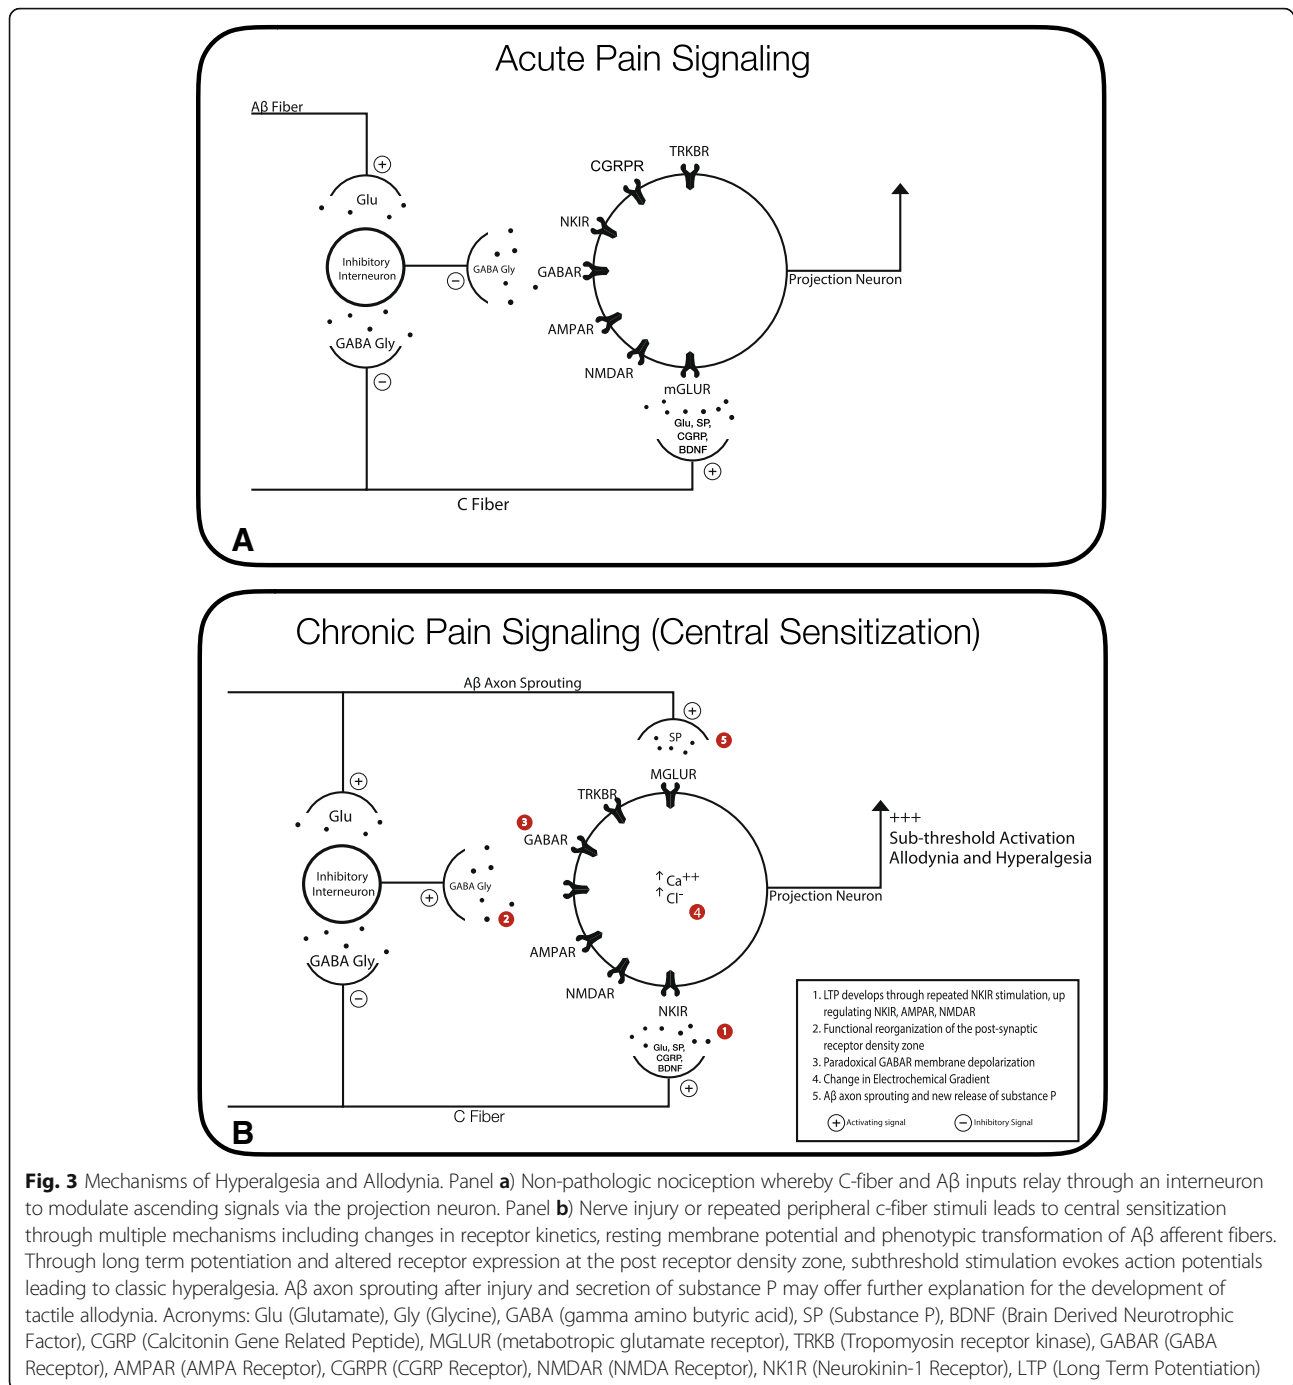 Acute Pain Signaling
Aβ Fiber
+
Glu
Inhibitory
Interneuron
GABA Gly
−
GABA Gly
−
TRKBR
CGRPR
NKIR
GABAR
AMPAR
NMDAR
mGLUR
Glu, SP,
CGRP,
BDNF
+
Projection Neuron
C Fiber
A
Chronic Pain Signaling (Central Sensitization)
Aβ Axon Sprouting
+
SP
5
MGLUR
TRKBR
3
GABAR
+
Glu
Inhibitory
Interneuron
GABA Gly
+
2
GABA Gly
−
↑ Ca++
↑ Cl-
4
AMPAR
NMDAR
NKIR
1
Glu, SP,
CGRP,
BDNF
+
Projection Neuron
+++
Sub-threshold Activation
Allodynia and Hyperalgesia
C Fiber
B
1. LTP develops through repeated NKIR stimulation, up
regulating NKIR, AMPAR, NMDAR
2. Functional reorganization of the post-synaptic
receptor density zone
3. Paradoxical GABAR membrane depolarization
4. Change in Electrochemical Gradient
5. Aβ axon sprouting and new release of substance P
+ Activating signal − Inhibitory Signal
Fig. 3 Mechanisms of Hyperalgesia and Allodynia. Panel a) Non-pathologic nociception whereby C-fiber and Aβ inputs relay through an interneuron
to modulate ascending signals via the projection neuron. Panel b) Nerve injury or repeated peripheral c-fiber stimuli leads to central sensitization
through multiple mechanisms including changes in receptor kinetics, resting membrane potential and phenotypic transformation of Aβ afferent fibers.
Through long term potentiation and altered receptor expression at the post receptor density zone, subthreshold stimulation evokes action potentials
leading to classic hyperalgesia. Aβ axon sprouting after injury and secretion of substance P may offer further explanation for the development of
tactile allodynia. Acronyms: Glu (Glutamate), Gly (Glycine), GABA (gamma amino butyric acid), SP (Substance P), BDNF (Brain Derived Neurotrophic
Factor), CGRP (Calcitonin Gene Related Peptide), MGLUR (metabotropic glutamate receptor), TRKB (Tropomyosin receptor kinase), GABAR (GABA
Receptor), AMPAR (AMPA Receptor), CGRPR (CGRP Receptor), NMDAR (NMDA Receptor), NK1R (Neurokinin-1 Receptor), LTP (Long Term Potentiation)